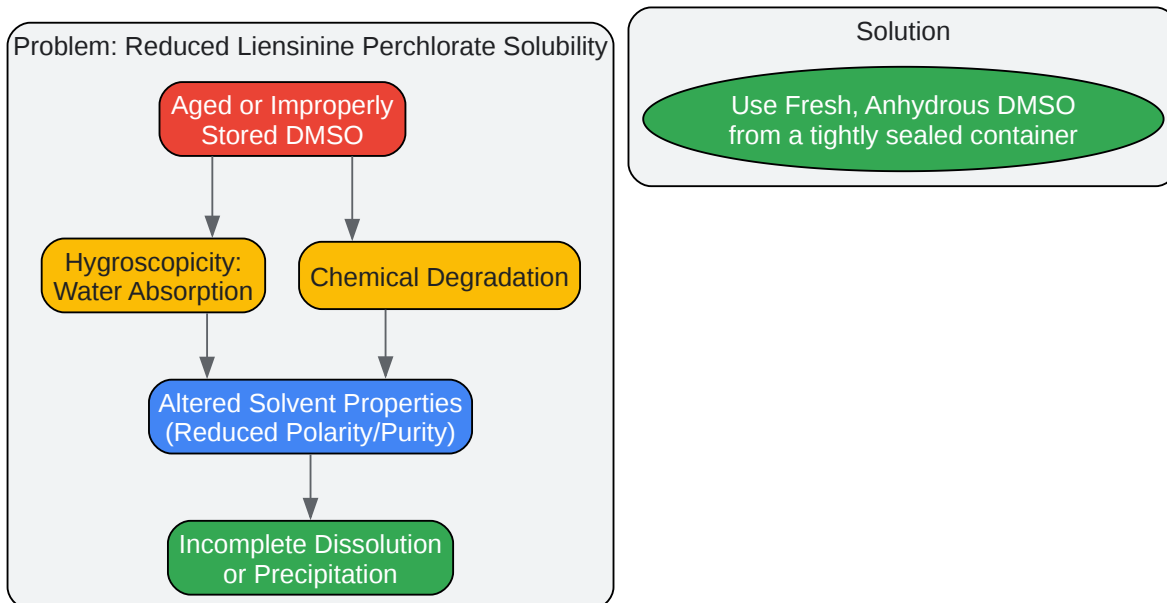 Problem: Reduced Liensinine Perchlorate Solubility
Aged or Improperly
Stored DMSO
Hygroscopicity:
Water Absorption
Chemical Degradation
Altered Solvent Properties
(Reduced Polarity/Purity)
Incomplete Dissolution
or Precipitation
Solution
Use Fresh, Anhydrous DMSO
from a tightly sealed container